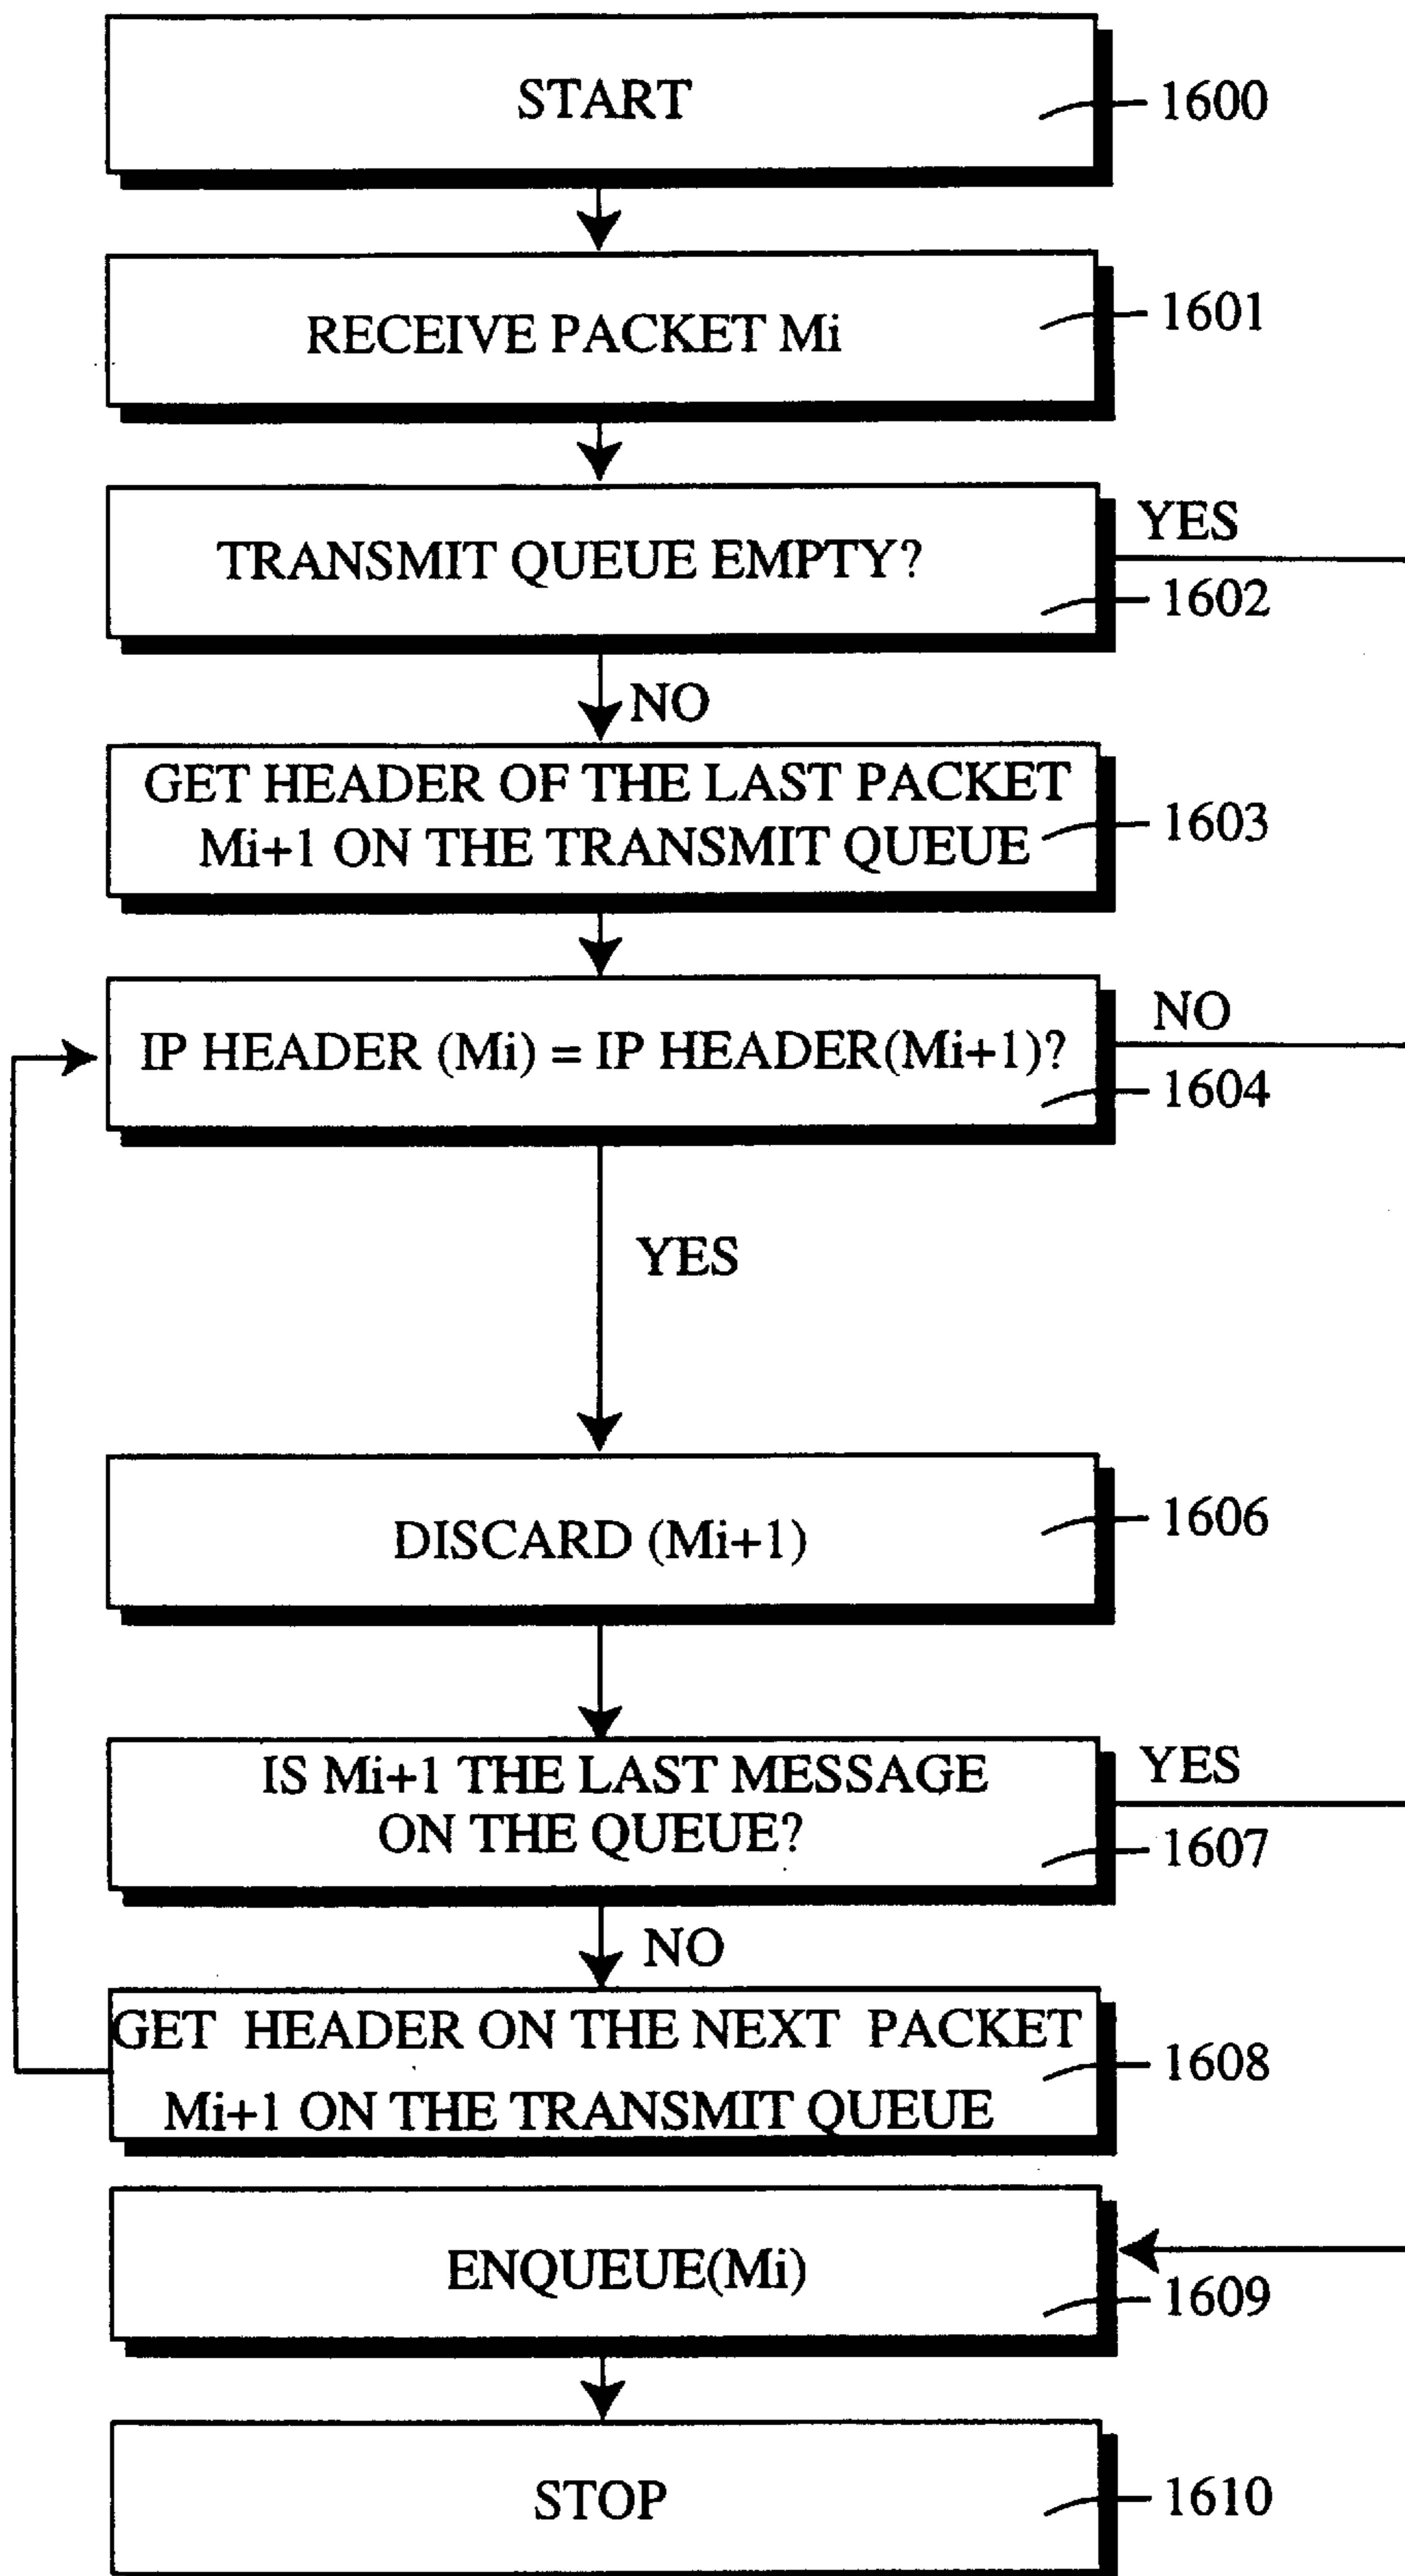 START
1600
RECEIVE PACKET Mi
1601
TRANSMIT QUEUE EMPTY?
YES
1602
NO
GET HEADER OF THE LAST PACKET
Mi+1 ON THE TRANSMIT QUEUE
1603
IP HEADER (Mi) = IP HEADER(Mi+1)?
NO
1604
YES
DISCARD (Mi+1)
1606
IS Mi+1 THE LAST MESSAGE
ON THE QUEUE?
YES
1607
NO
GET HEADER ON THE NEXT PACKET
Mi+1 ON THE TRANSMIT QUEUE
1608
ENQUEUE(Mi)
1609
STOP
1610